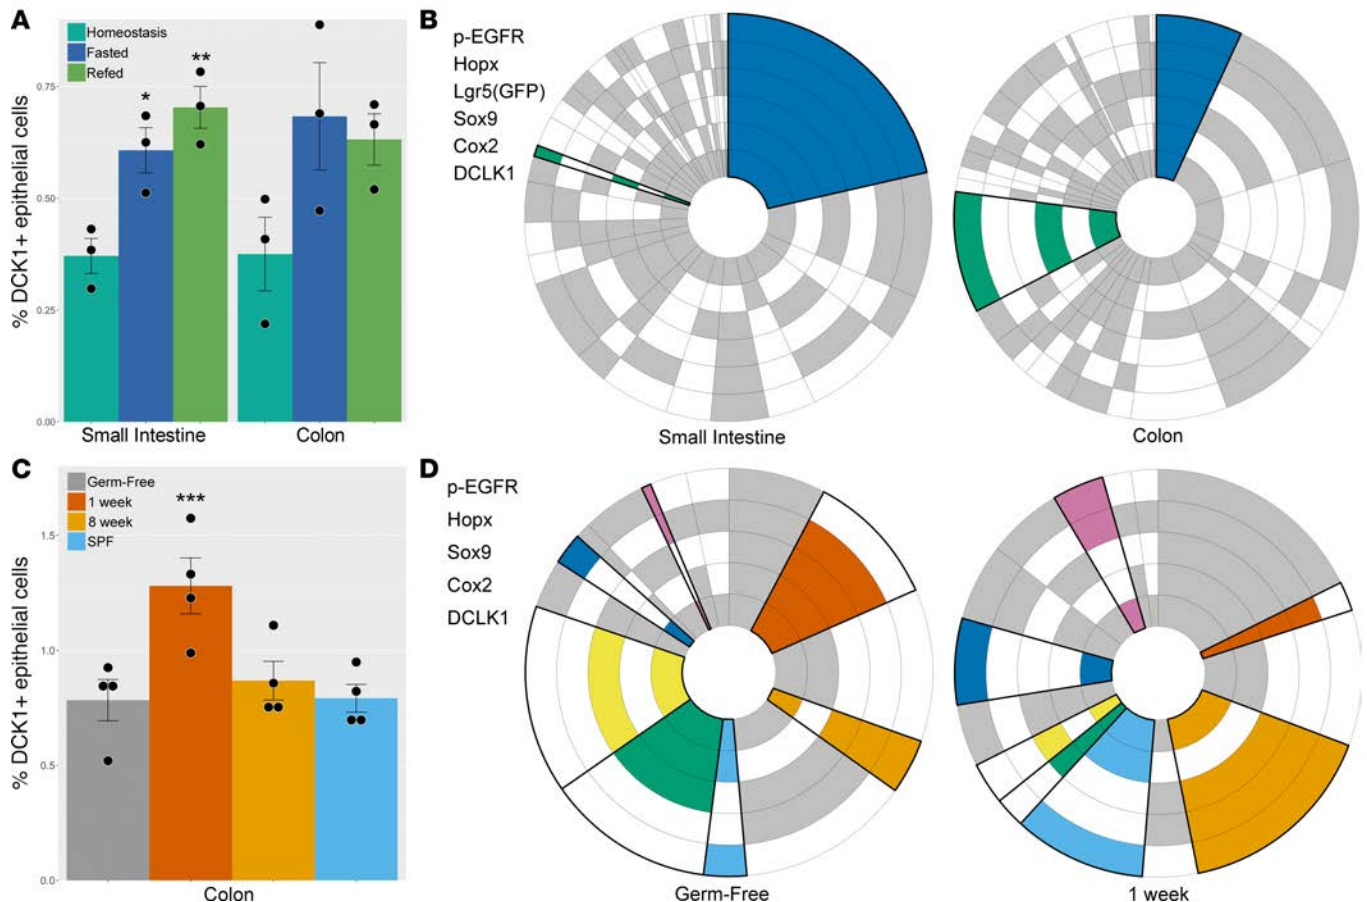 A
% DCK1+ epithelial cells
0.75
0.50
0.25
0.00
Homeostasis
Fasted
Refed
*
**
Small Intestine
Colon
B
p-EGFR
Hopx
Lgr5(GFP)
Sox9
Cox2
DCLK1
Small Intestine
Colon
C
% DCK1+ epithelial cells
1.5
1.0
0.5
0.0
Germ-Free
1 week
8 week
SPF
***
Colon
D
p-EGFR
Hopx
Sox9
Cox2
DCLK1
Germ-Free
1 week